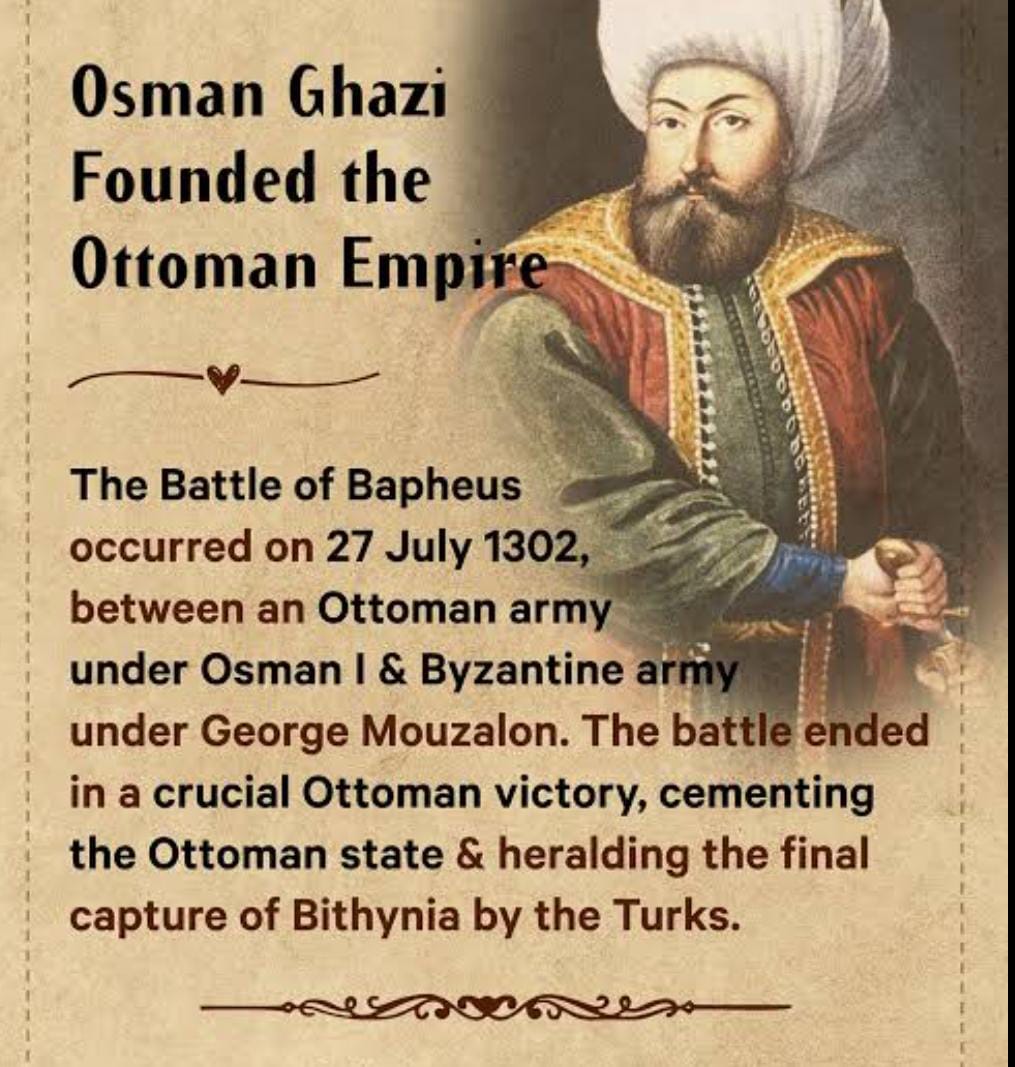 Osman Ghazi
Founded the
Ottoman Empire
The Battle of Bapheus
occurred on 27 July 1302,
between an Ottoman army
under Osman I & Byzantine army
under George Mouzalon. The battle ended
in a crucial Ottoman victory, cementing
the Ottoman state & heralding the final
capture of Bithynia by the Turks.